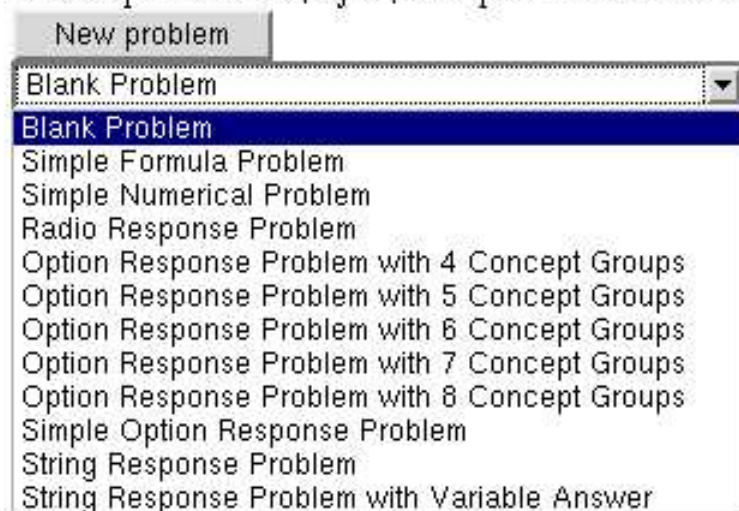 New problem
Blank Problem
Blank Problem
Simple Formula Problem
Simple Numerical Problem
Radio Response Problem
Option Response Problem with 4 Concept Groups
Option Response Problem with 5 Concept Groups
Option Response Problem with 6 Concept Groups
Option Response Problem with 7 Concept Groups
Option Response Problem with 8 Concept Groups
Simple Option Response Problem
String Response Problem
String Response Problem with Variable Answer